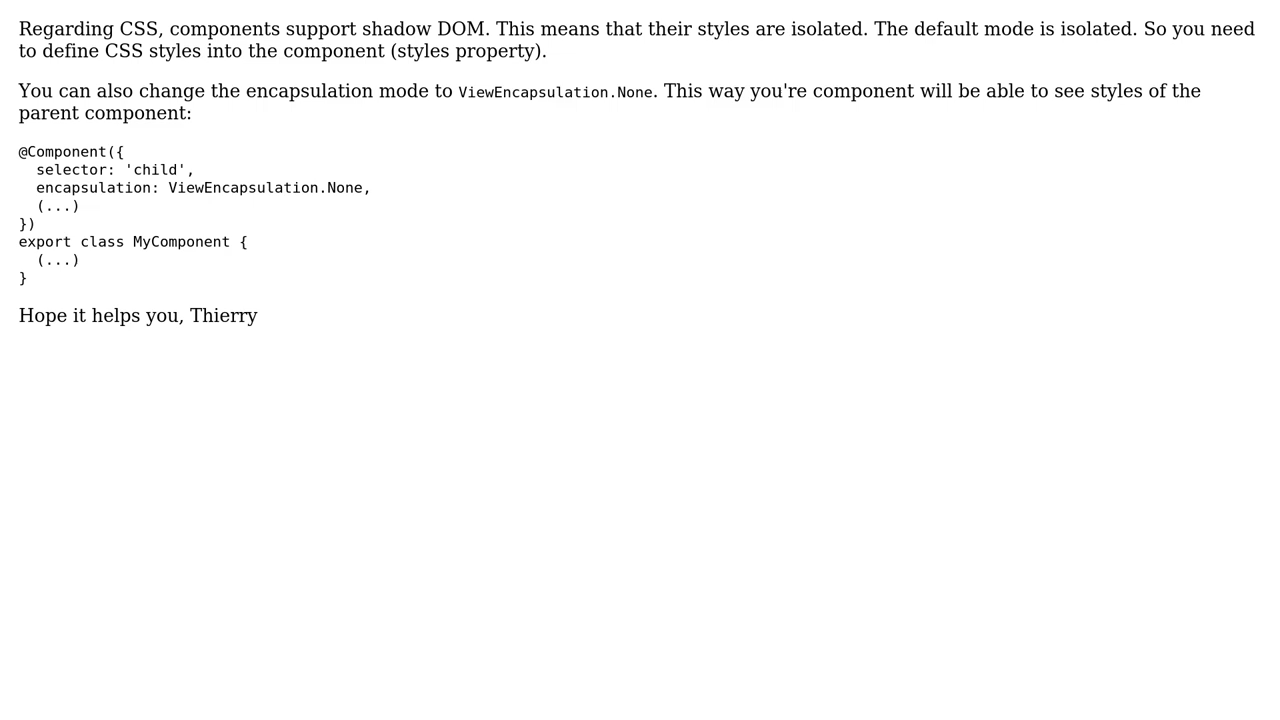 Regarding CSS, components support shadow DOM. This means that their styles are isolated. The default mode is isolated. So you need
to define CSS styles into the component (styles property).
You can also change the encapsulation mode to ViewEncapsulation.None. This way you're component will be able to see styles of the
parent component:
@Component({
  selector: 'child',
  encapsulation: ViewEncapsulation.None,
  (...)
})
export class MyComponent {
  (...)
}
Hope it helps you, Thierry